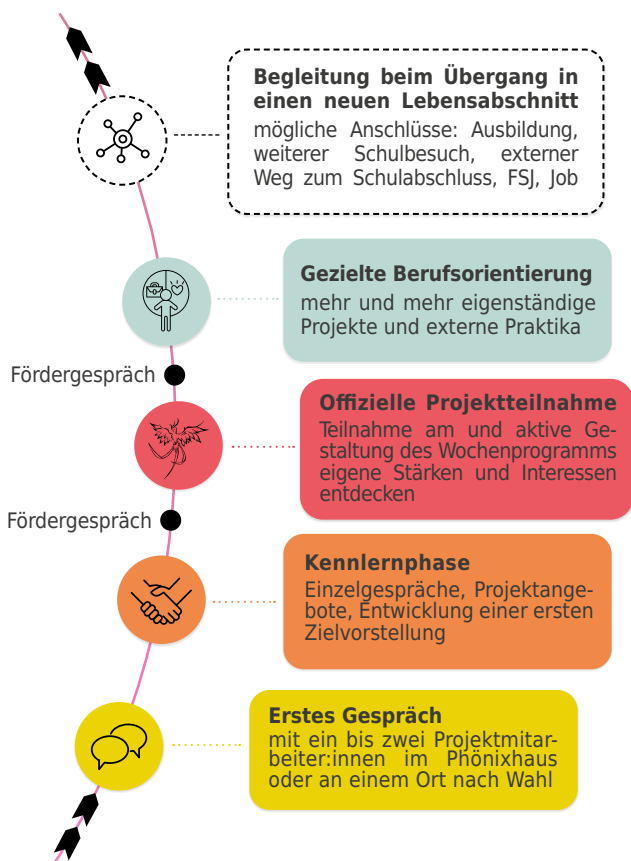 Begleitung beim Übergang in
einen neuen Lebensabschnitt
mögliche Anschlüsse: Ausbildung,
weiterer Schulbesuch, externer
Weg zum Schulabschluss, FSJ, Job
Gezielte Berufsorientierung
mehr und mehr eigenständige
Projekte und externe Praktika
Fördergespräch
Offizielle Projektteilnahme
Teilnahme am und aktive Ge-
staltung des Wochenprogramms
eigene Stärken und Interessen
entdecken
Fördergespräch
Kennlernphase
Einzelgespräche, Projektange-
bote, Entwicklung einer ersten
Zielvorstellung
Erstes Gespräch
mit ein bis zwei Projektmitar-
beiter:innen im Phönixhaus
oder an einem Ort nach Wahl